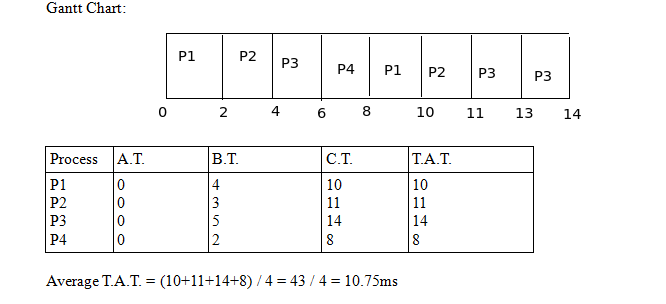 Gantt Chart:
P1 P2 P3 P4 P1 P2 P3 P3
0 2 4 6 8 10 11 13 14
Process A.T. B.T. C.T. T.A.T.
P1 0 4 10 10
P2 0 3 11 11
P3 0 5 14 14
P4 0 2 8 8
Average T.A.T. = (10+11+14+8) / 4 = 43 / 4 = 10.75ms